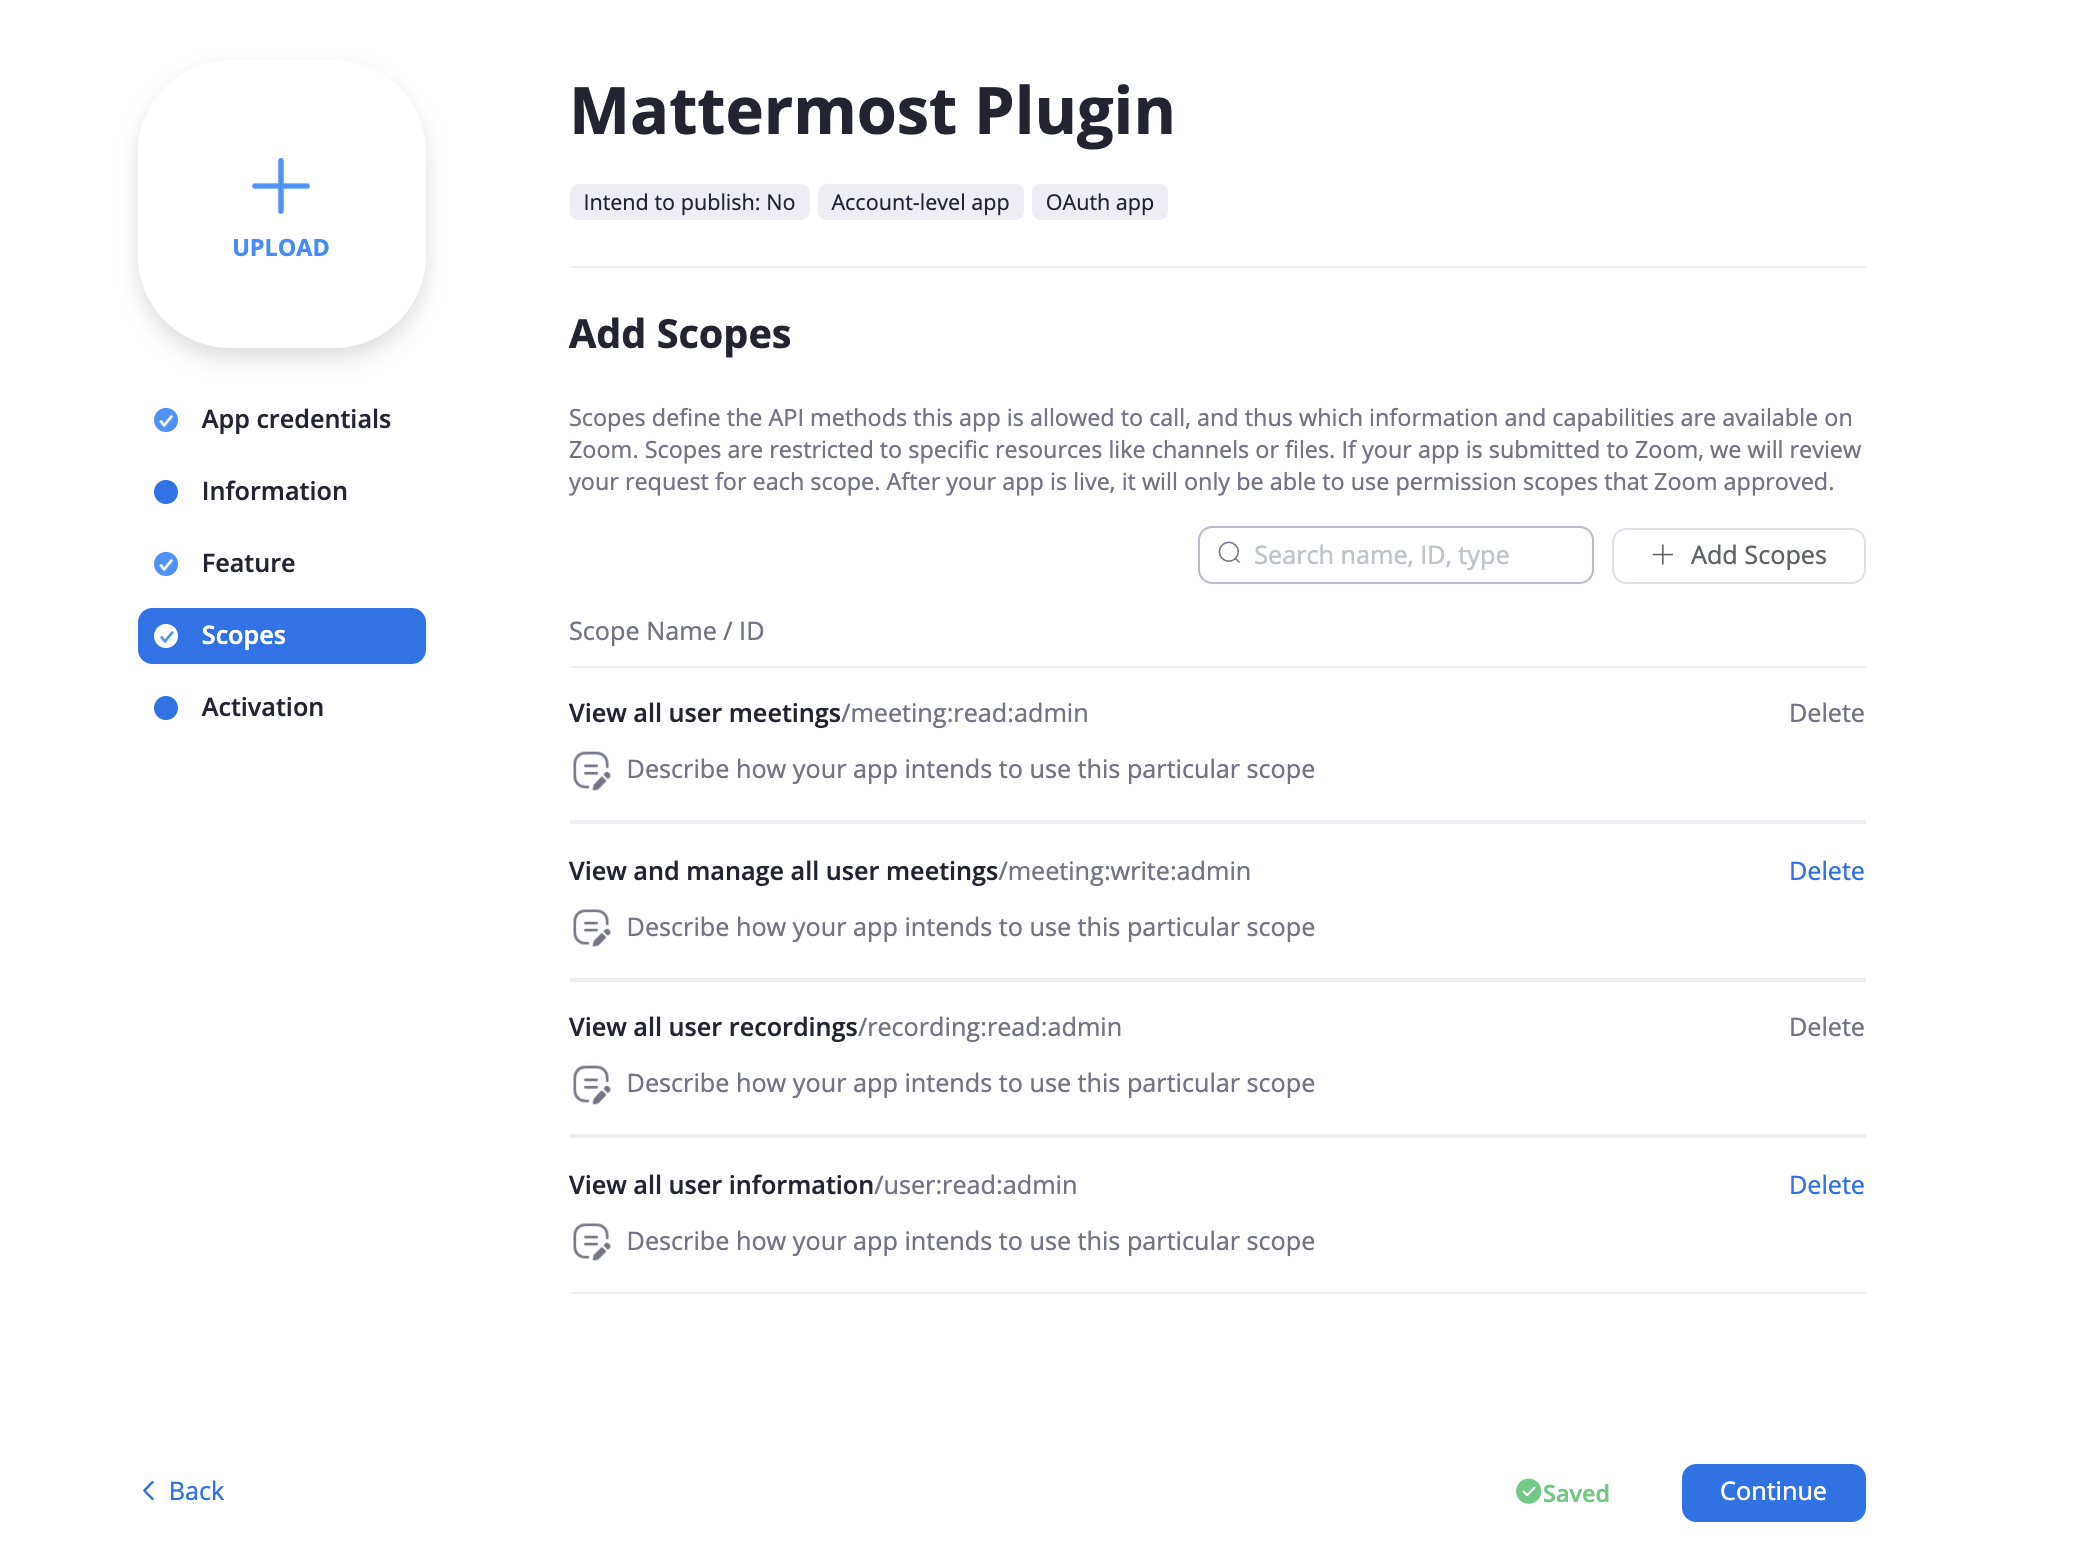 UPLOAD
App credentials
Information
Feature
Scopes
Activation
Mattermost Plugin
Intend to publish: No
Account-level app
OAuth app
Add Scopes
Scopes define the API methods this app is allowed to call, and thus which information and capabilities are available on
Zoom. Scopes are restricted to specific resources like channels or files. If your app is submitted to Zoom, we will review
your request for each scope. After your app is live, it will only be able to use permission scopes that Zoom approved.
Search name, ID, type
Add Scopes
Scope Name / ID
View all user meetings/meeting:read:admin Delete
Describe how your app intends to use this particular scope
View and manage all user meetings/meeting:write:admin Delete
Describe how your app intends to use this particular scope
View all user recordings/recording:read:admin Delete
Describe how your app intends to use this particular scope
View all user information/user:read:admin Delete
Describe how your app intends to use this particular scope
Back
Saved
Continue